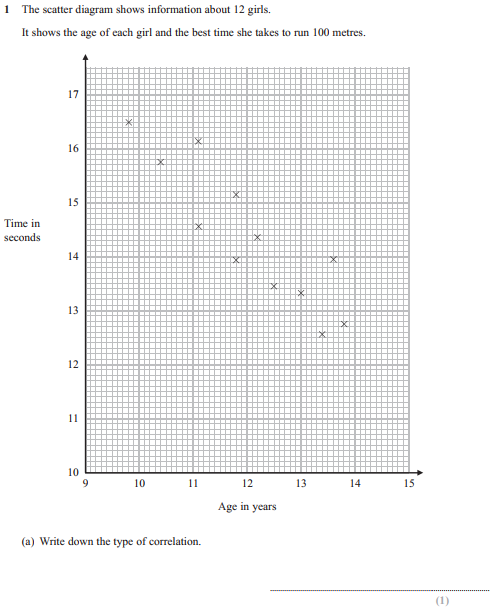 1 The scatter diagram shows information about 12 girls.
It shows the age of each girl and the best time she takes to run 100 metres.
17
16
15
Time in
seconds
14
13
12
11
10
9 10 11 12 13 14 15
Age in years
(a) Write down the type of correlation.
(1)